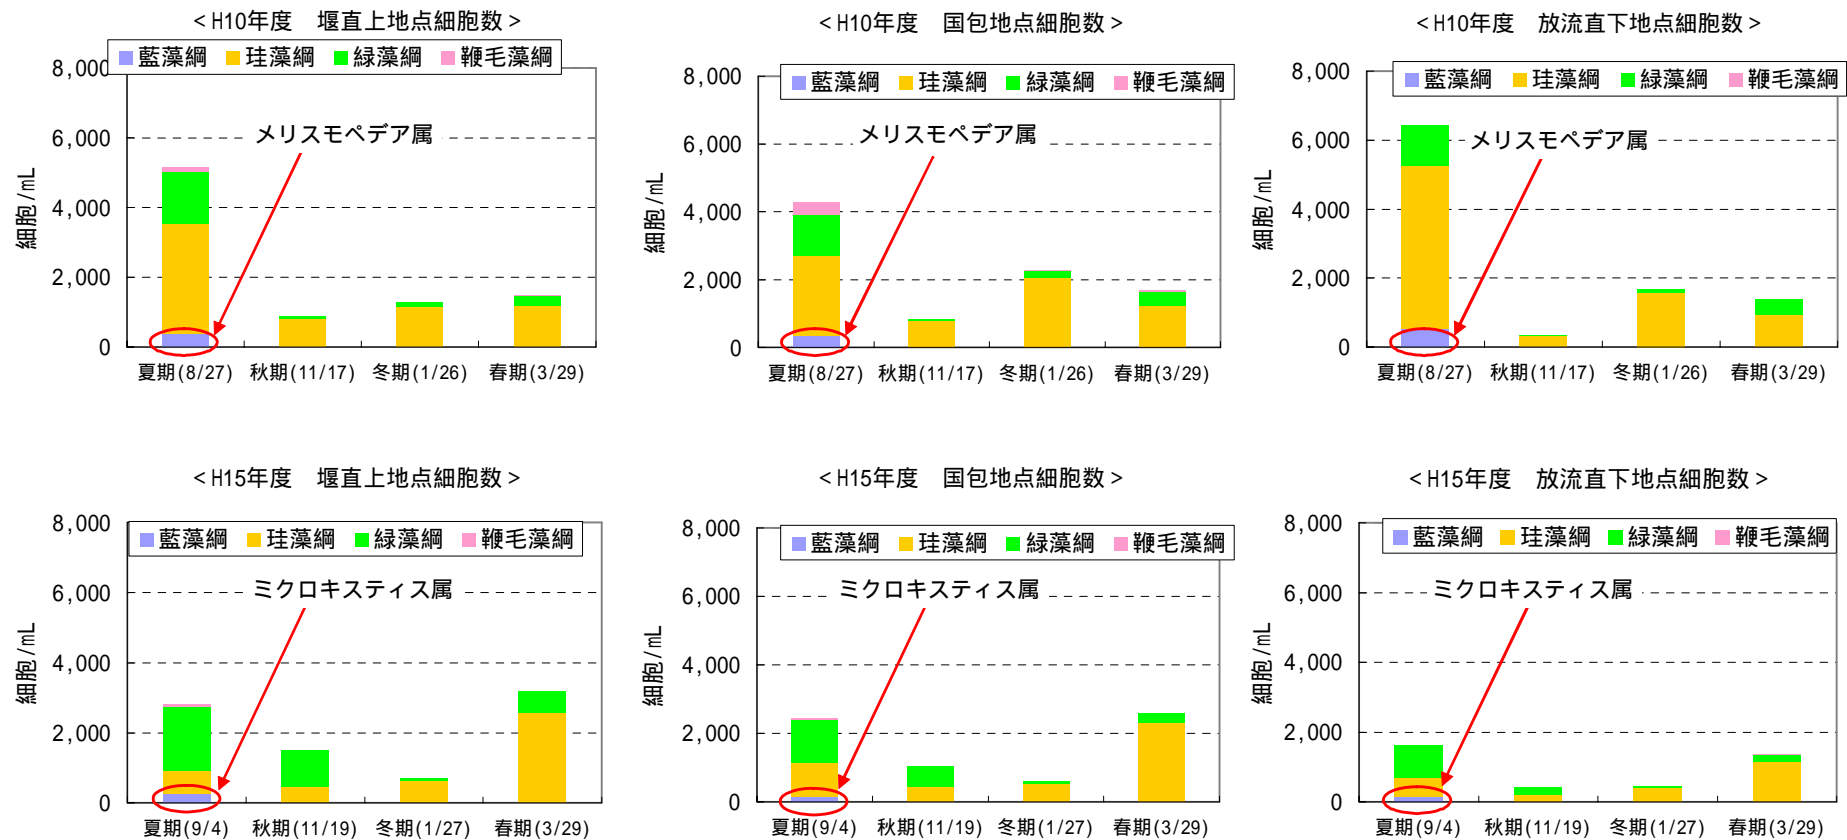 <H10年度　堰直上地点細胞数>
藍藻綱 珪藻綱 緑藻綱 鞭毛藻綱
8,000
6,000
4,000
2,000
0
細胞/mL
メリスモペデア属
夏期(8/27) 秋期(11/17) 冬期(1/26) 春期(3/29)
<H10年度　国包地点細胞数>
藍藻綱 珪藻綱 緑藻綱 鞭毛藻綱
8,000
6,000
4,000
2,000
0
細胞/mL
メリスモペデア属
夏期(8/27) 秋期(11/17) 冬期(1/26) 春期(3/29)
<H10年度　放流直下地点細胞数>
藍藻綱 珪藻綱 緑藻綱 鞭毛藻綱
8,000
6,000
4,000
2,000
0
細胞/mL
メリスモペデア属
夏期(8/27) 秋期(11/17) 冬期(1/26) 春期(3/29)
<H15年度　堰直上地点細胞数>
藍藻綱 珪藻綱 緑藻綱 鞭毛藻綱
8,000
6,000
4,000
2,000
0
細胞/mL
ミクロキスティス属
夏期(9/4) 秋期(11/19) 冬期(1/27) 春期(3/29)
<H15年度　国包地点細胞数>
藍藻綱 珪藻綱 緑藻綱 鞭毛藻綱
8,000
6,000
4,000
2,000
0
細胞/mL
ミクロキスティス属
夏期(9/4) 秋期(11/19) 冬期(1/27) 春期(3/29)
<H15年度　放流直下地点細胞数>
藍藻綱 珪藻綱 緑藻綱 鞭毛藻綱
8,000
6,000
4,000
2,000
0
細胞/mL
ミクロキスティス属
夏期(9/4) 秋期(11/19) 冬期(1/27) 春期(3/29)